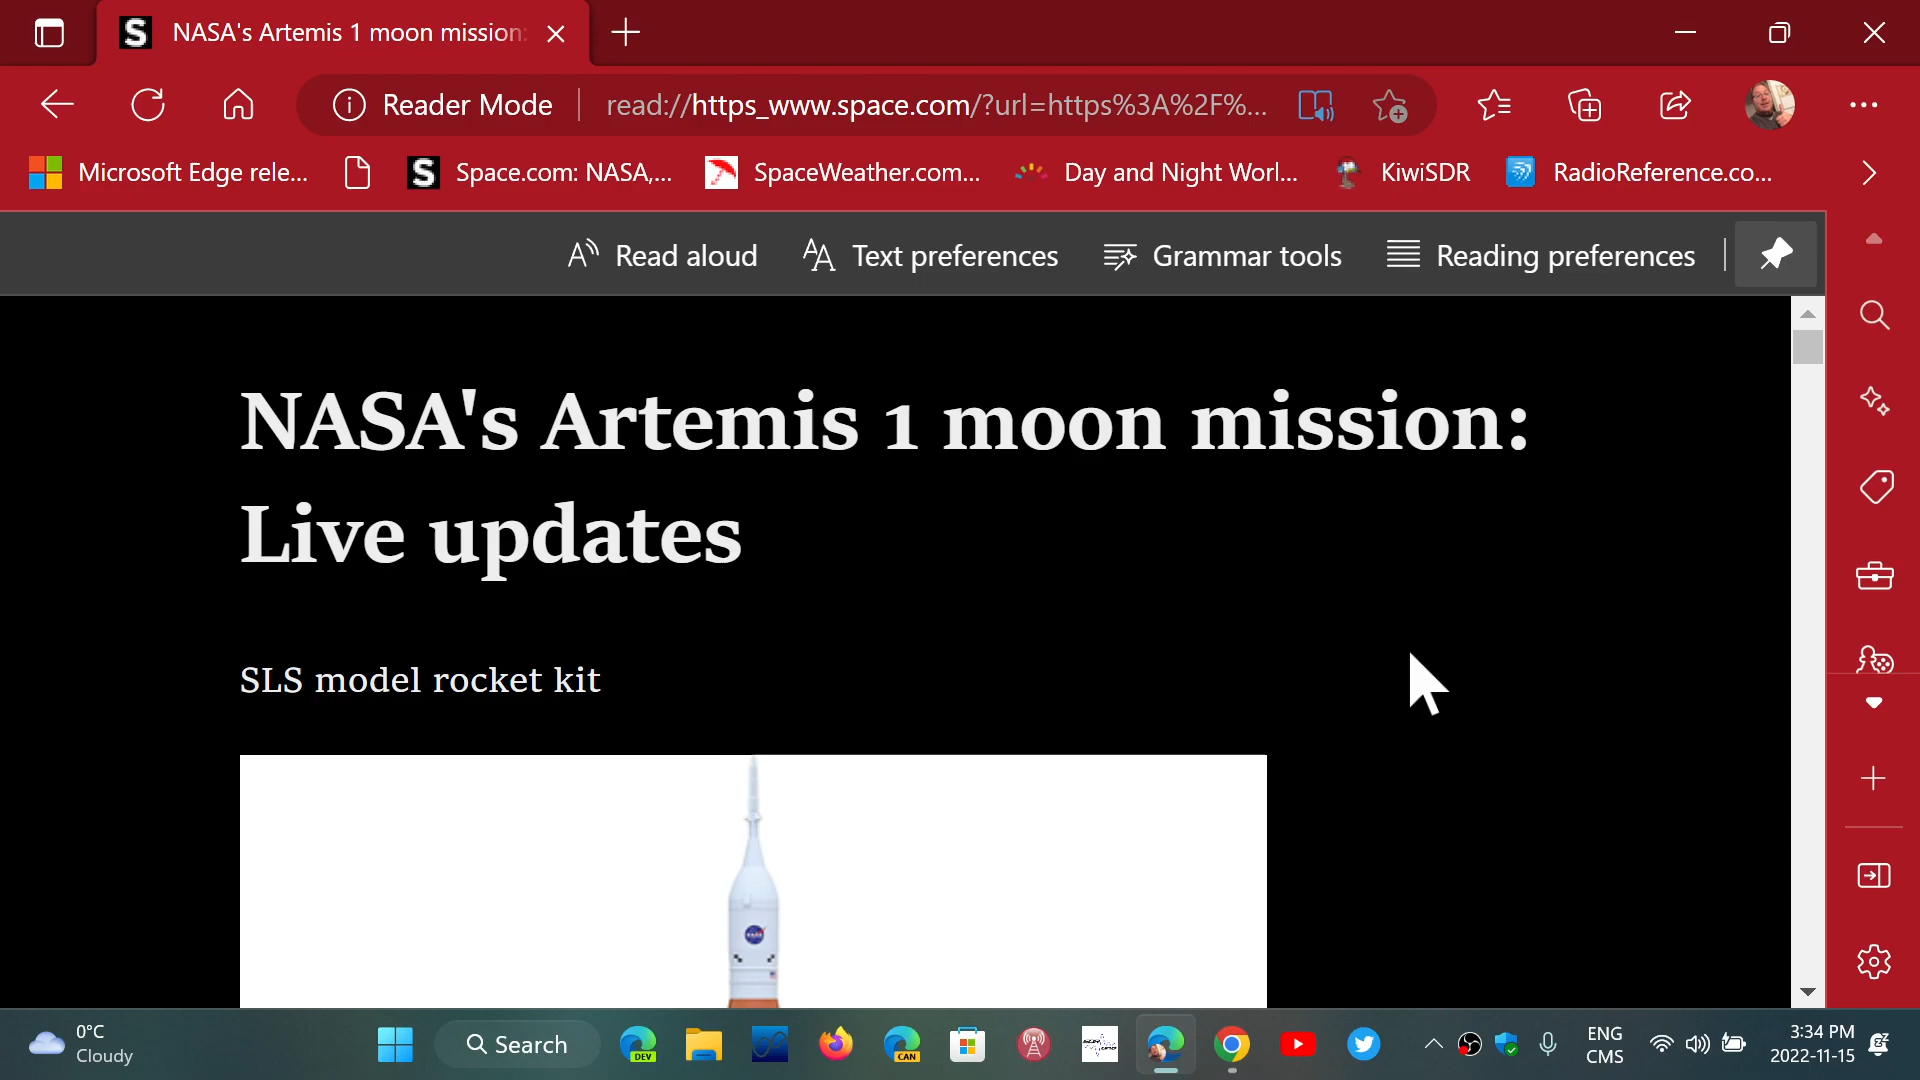 NASA's Artemis 1 moon mission:
Reader Mode
read://https_www.space.com/?url=https%3A%2F%...
Microsoft Edge rele...
Space.com: NASA,...
SpaceWeather.com...
Day and Night Worl...
KiwiSDR
RadioReference.co...
Read aloud
Text preferences
Grammar tools
Reading preferences
NASA's Artemis 1 moon mission:
Live updates
SLS model rocket kit
NASA
0°C
Cloudy
Search
DEV
CAN
ENG
CMS
3:34 PM
2022-11-15